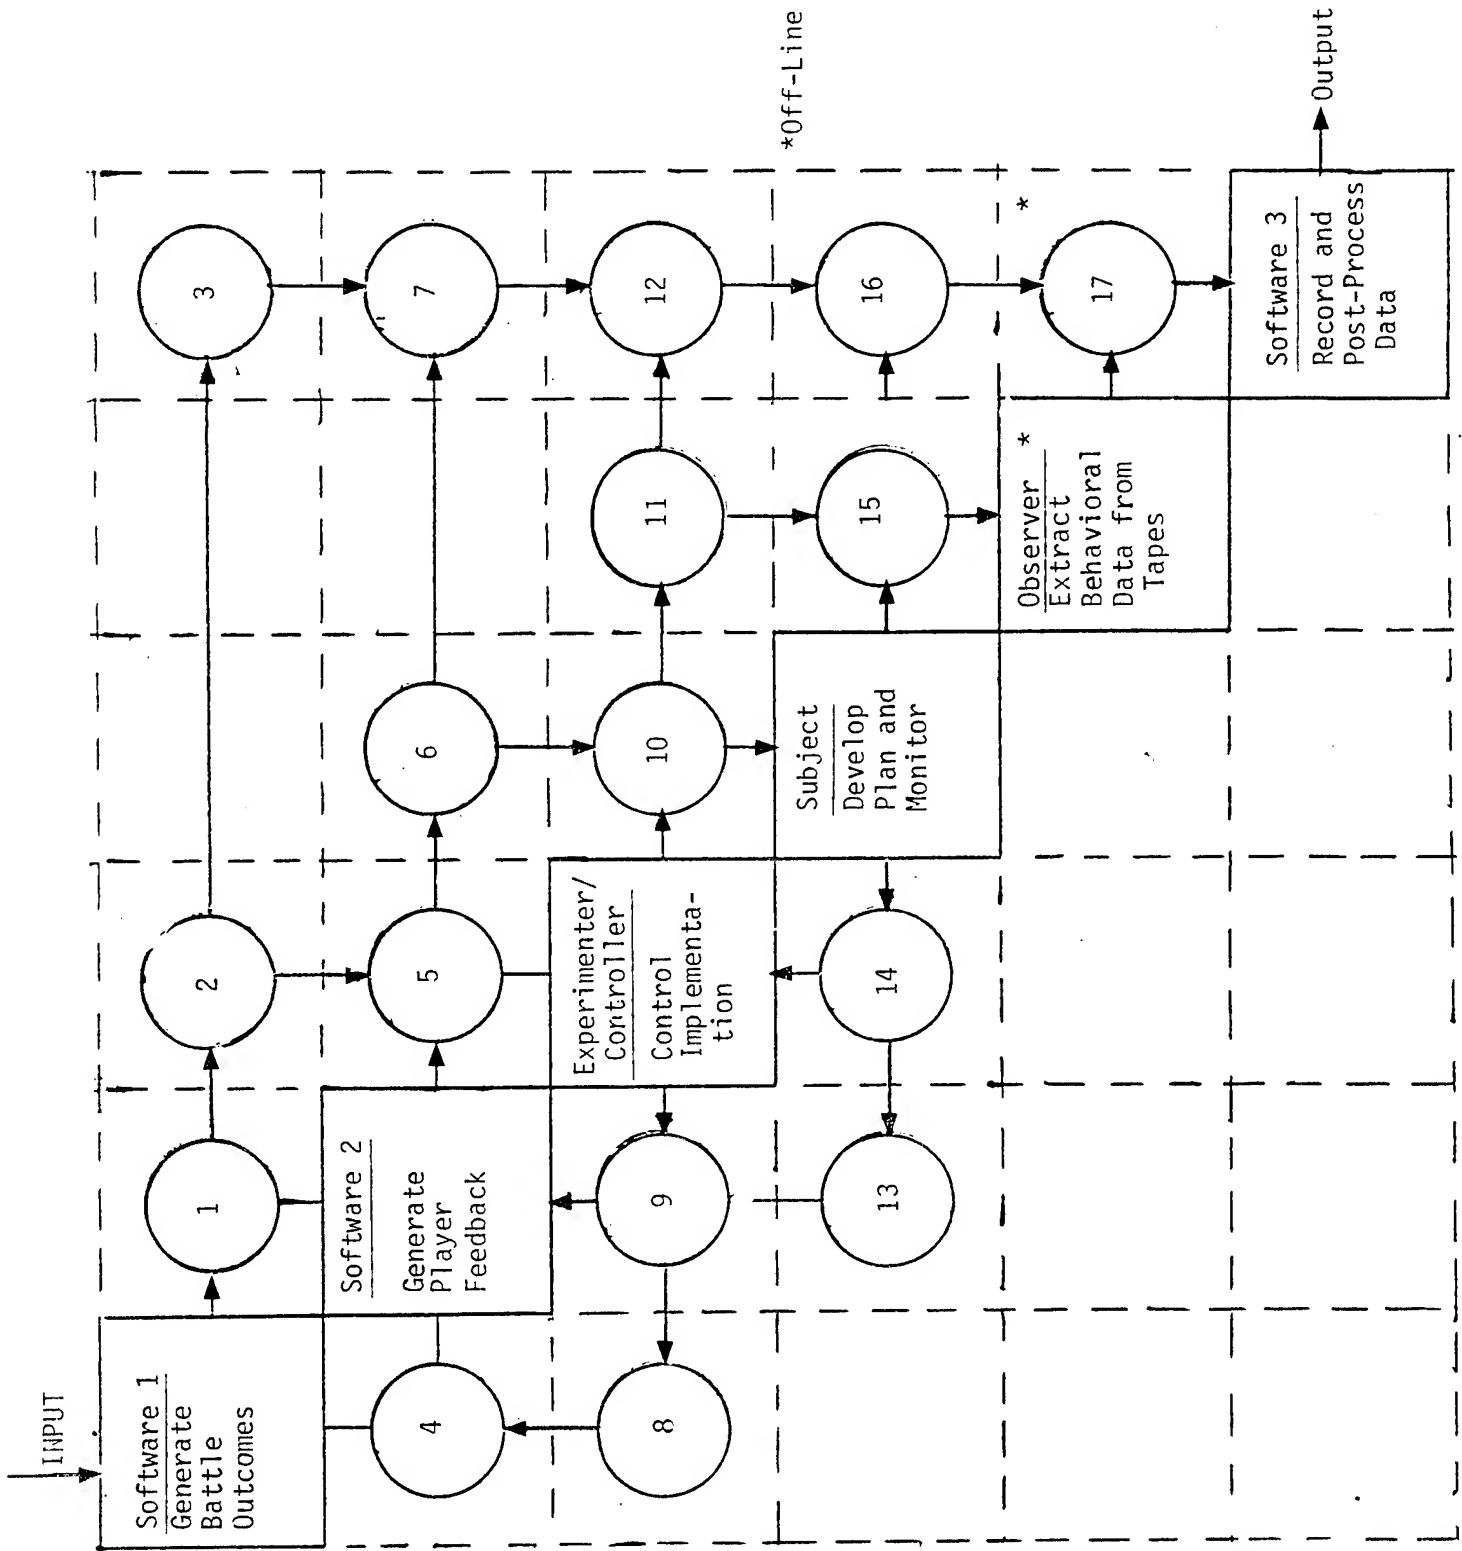 INPUT
Software 1
Generate
Battle
Outcomes
1
2
3
Software 2
Generate
Player
Feedback
4
5
6
7
Experimenter/
Controller
Control
Implementa-
tion
8
9
10
11
12
*Off-Line
Subject
Develop
Plan and
Monitor
13
14
15
16
Observer *
Extract
Behavioral
Data from
Tapes
17
*
Software 3
Record and
Post-Process
Data
Output